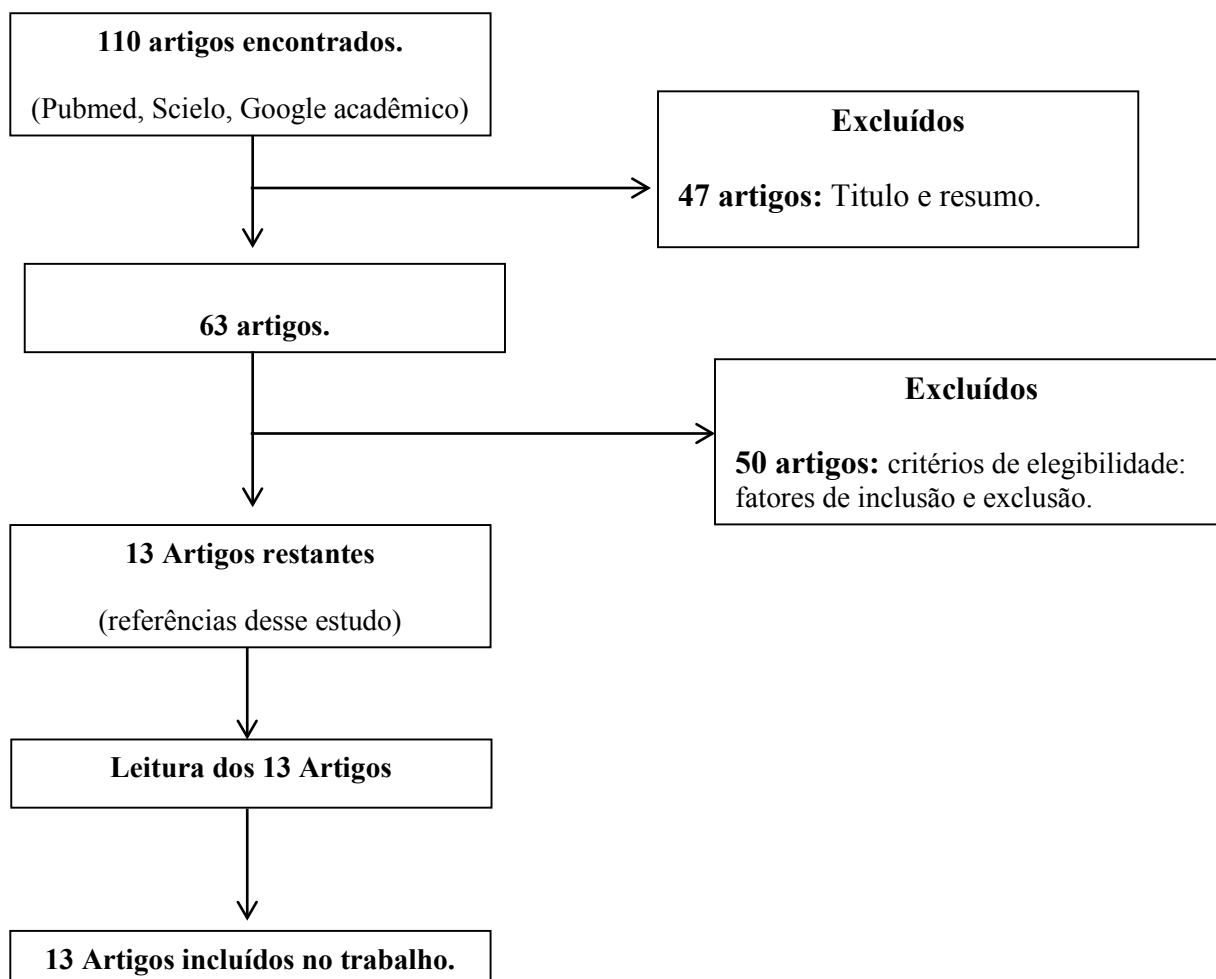 110 artigos encontrados.
(Pubmed, Scielo, Google acadêmico)
Excluídos
47 artigos: Titulo e resumo.
63 artigos.
Excluídos
50 artigos: critérios de elegibilidade:
fatores de inclusão e exclusão.
13 Artigos restantes
(referências desse estudo)
Leitura dos 13 Artigos
13 Artigos incluídos no trabalho.